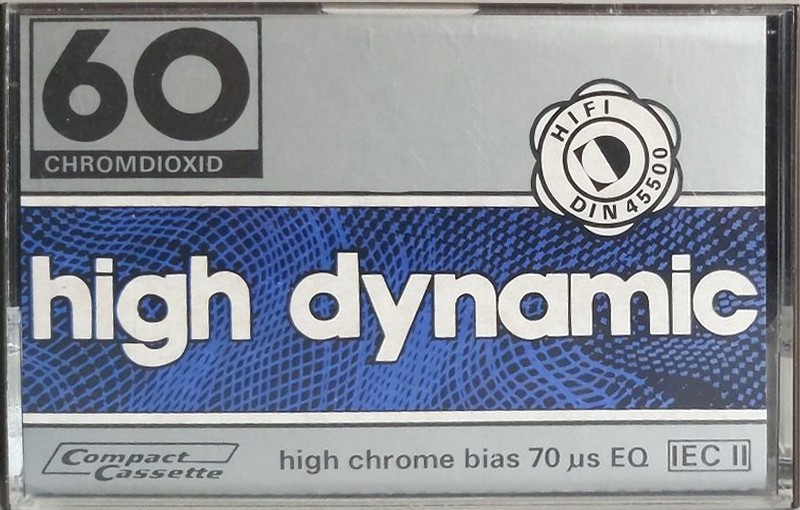 60
CHROMDIOXID
HIFI
DIN 45500
high dynamic
Compact
Cassette
high chrome bias 70 µs EQ IEC II